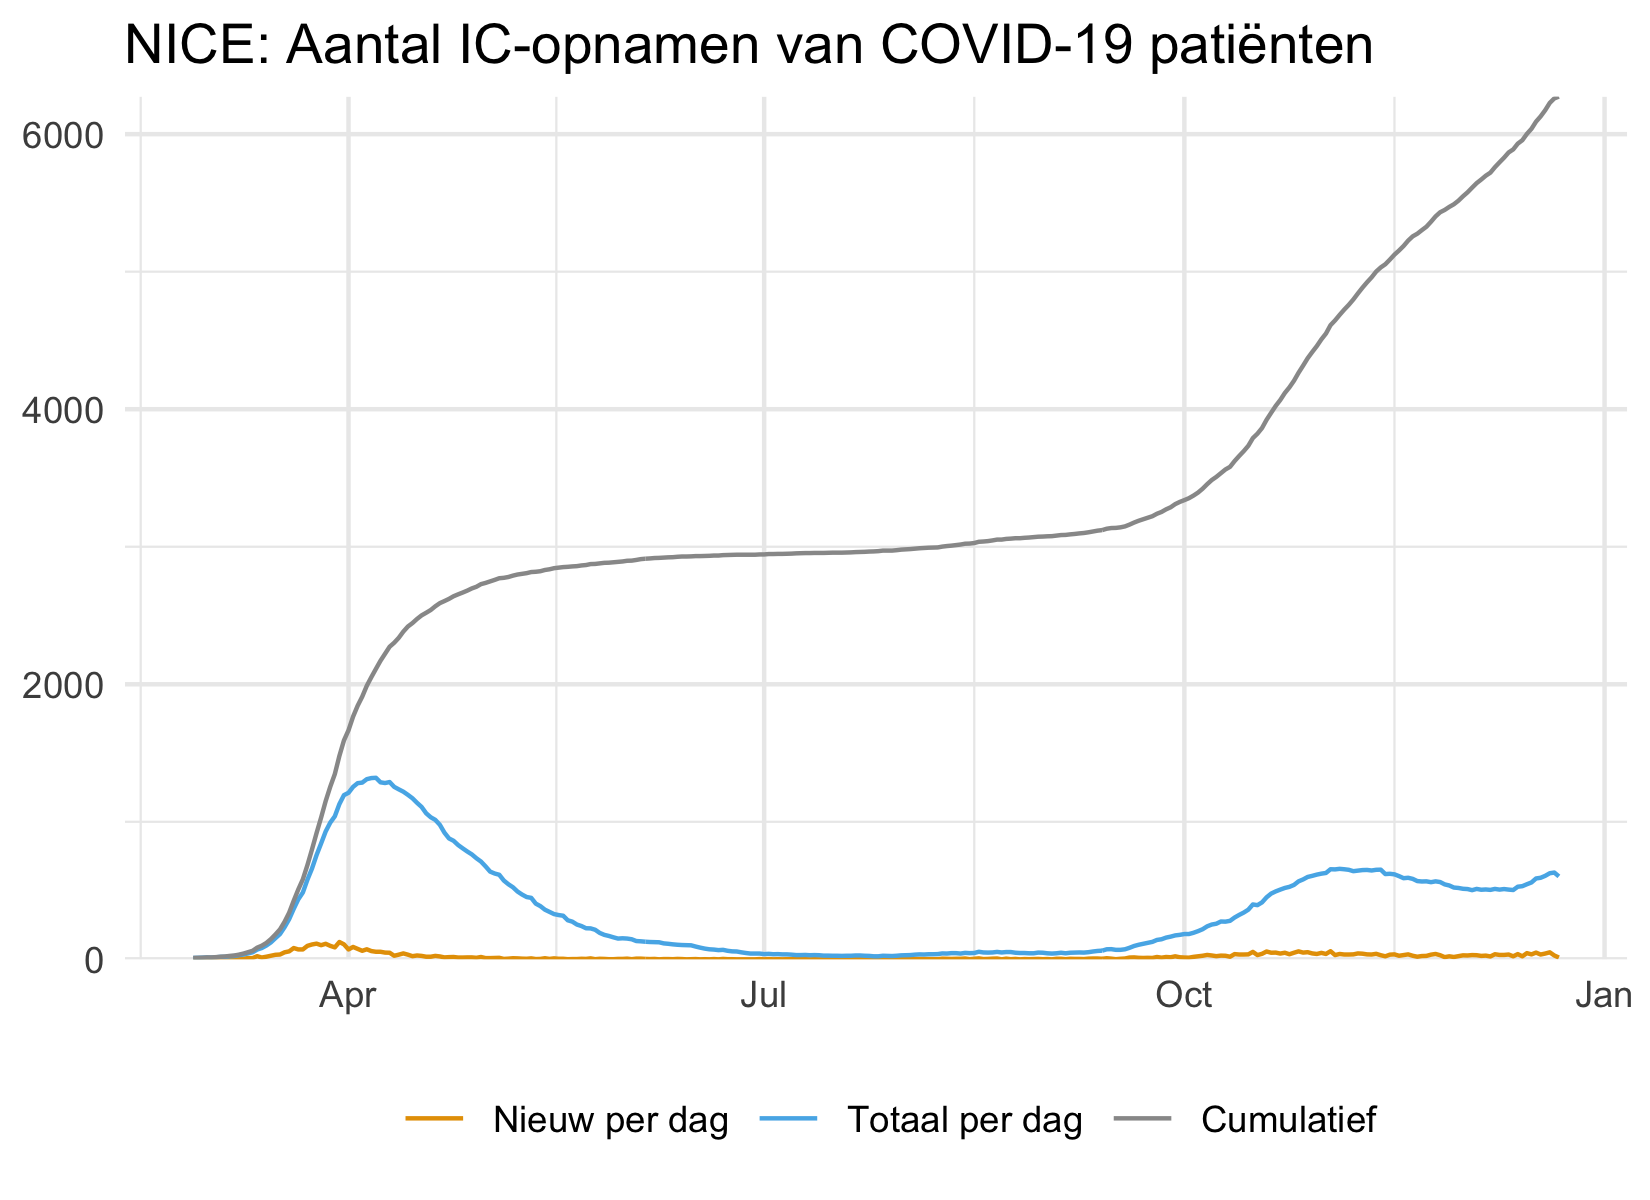 NICE: Aantal IC-opnamen van COVID-19 patiënten
6000
4000
2000
0
Apr Jul Oct Jan
Nieuw per dag Totaal per dag Cumulatief